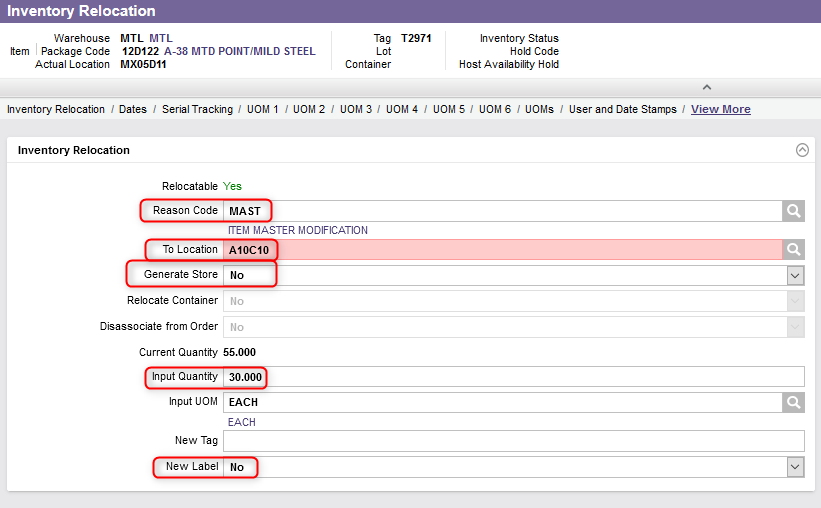 Inventory Relocation
Warehouse MTL MTL
Item Package Code 12D122 A-38 MTD POINT/MILD STEEL
Actual Location MX05D11
Tag T2971
Lot
Container
Inventory Status
Hold Code
Host Availability Hold
Inventory Relocation / Dates / Serial Tracking / UOM 1 / UOM 2 / UOM 3 / UOM 4 / UOM 5 / UOM 6 / UOMs / User and Date Stamps / View More
Inventory Relocation
Relocatable Yes
Reason Code MAST
ITEM MASTER MODIFICATION
To Location A10C10
Generate Store No
Relocate Container No
Disassociate from Order No
Current Quantity 55.000
Input Quantity 30.000
Input UOM EACH
EACH
New Tag
New Label No